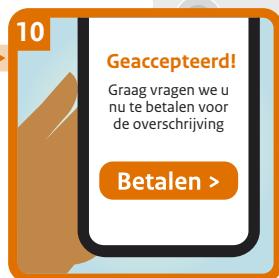 10
Geaccepteerd!
Graag vragen we u
nu te betalen voor
de overschrijving
Betalen >